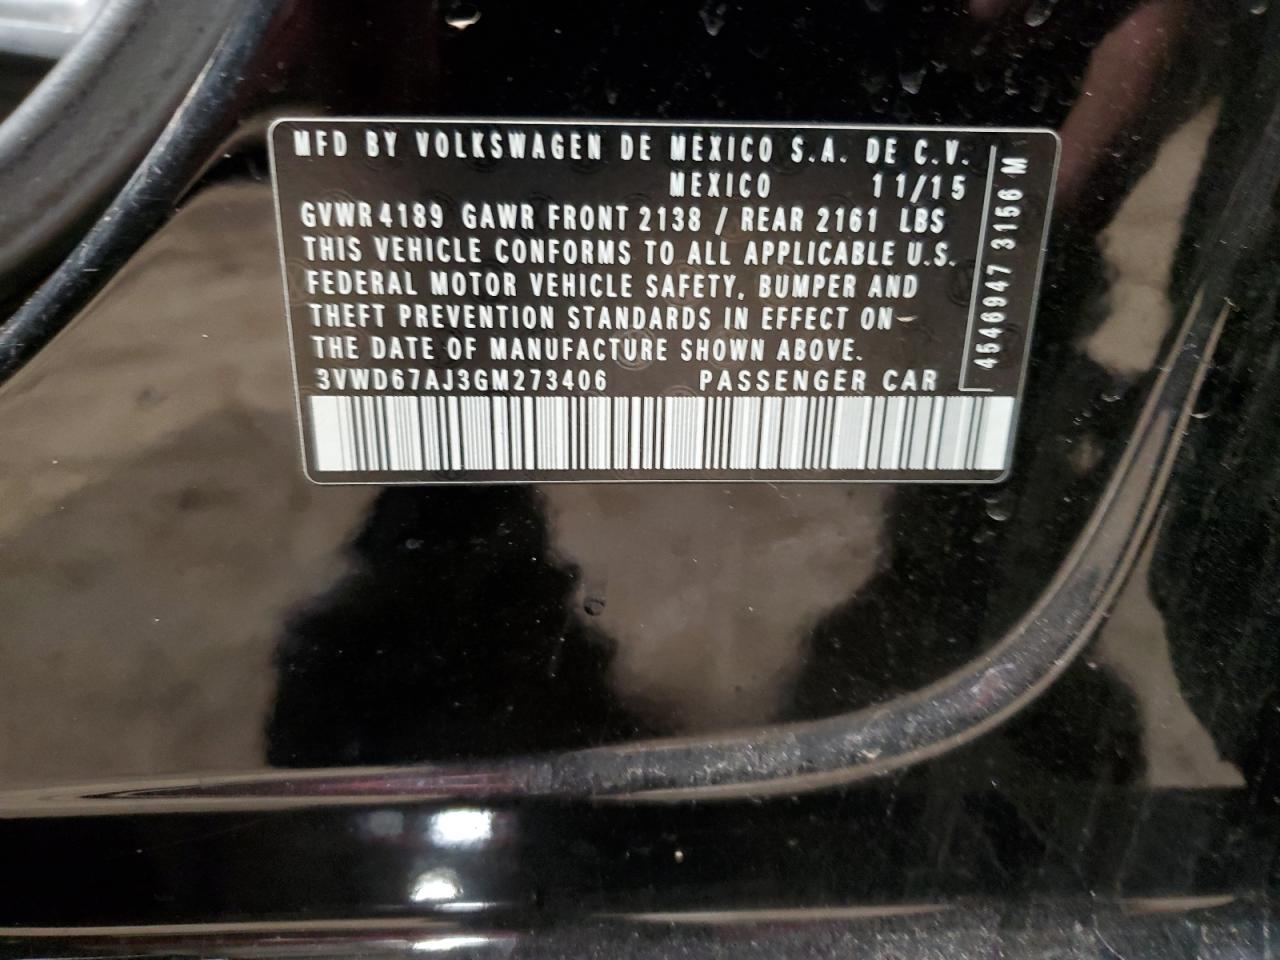 MFD BY VOLKSWAGEN DE MEXICO S.A. DE C.V.
MEXICO 11/15
GVWR 4189 GAWR FRONT 2138 / REAR 2161 LBS
THIS VEHICLE CONFORMS TO ALL APPLICABLE U.S.
FEDERAL MOTOR VEHICLE SAFETY, BUMPER AND
THEFT PREVENTION STANDARDS IN EFFECT ON
THE DATE OF MANUFACTURE SHOWN ABOVE.
3VWD67AJ3GM273406 PASSENGER CAR
4546947 3156 M